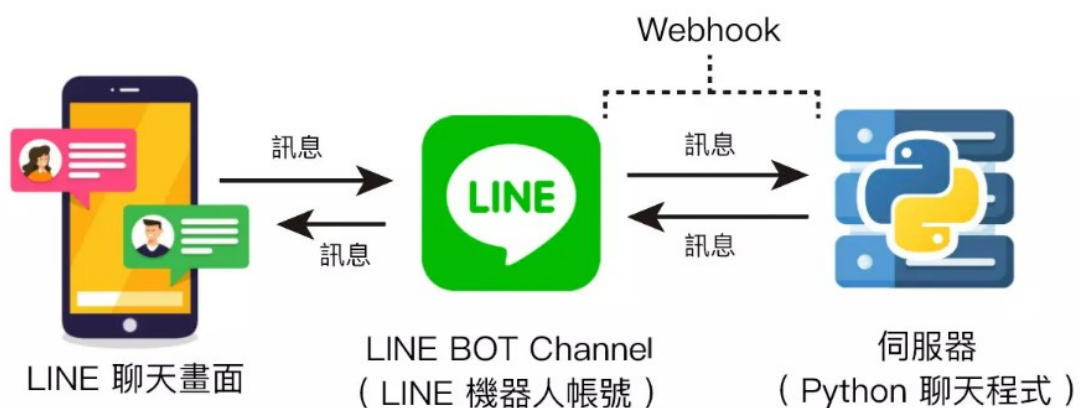 Webhook
訊息
訊息
LINE
訊息
訊息
LINE 聊天畫面
LINE BOT Channel
( LINE 機器人帳號 )
伺服器
( Python 聊天程式 )